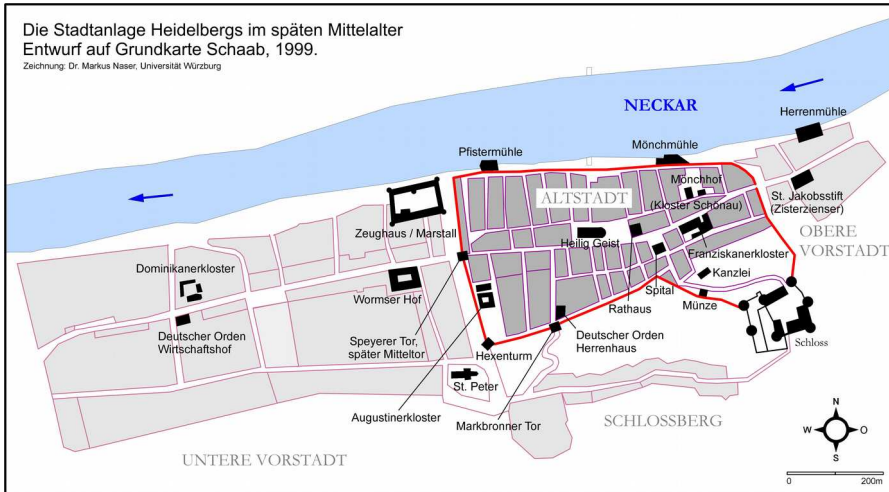 Die Stadtanlage Heidelbergs im späten Mittelalter
Entwurf auf Grundkarte Schaab, 1999.
Zeichnung: Dr. Markus Naser, Universität Würzburg
NECKAR
Herrenmühle
Pfistermühle
Mönchmühle
Mönchhof
(Kloster Schönau)
St. Jakobsstift
(Zisterzienser)
ALTSTADT
Zeughaus / Marstall
Heilig Geist
Franziskanerkloster
OBERE
VORSTADT
Dominikanerkloster
Kanzlei
Wormser Hof
Spital
Münze
Rathaus
Deutscher Orden
Wirtschaftshof
Speyerer Tor,
später Mitteltor
Hexenturm
Deutscher Orden
Herrenhaus
Schloss
St. Peter
Augustinerkloster
Markbronner Tor
SCHLOSSBERG
UNTERE VORSTADT
N
W
O
S
0
200m